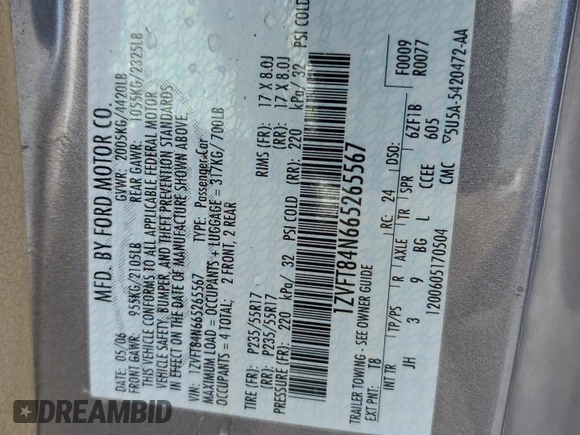 MFD. BY FORD MOTOR CO.
DATE: 05/06 GVWR: 2005KG/4420LB
FRONT GAWR: 955KG/2105LB REAR GAWR: 1055KG/2325LB
THIS VEHICLE CONFORMS TO ALL APPLICABLE FEDERAL MOTOR
VEHICLE SAFETY, BUMPER, AND THEFT PREVENTION STANDARDS
IN EFFECT ON THE DATE OF MANUFACTURE SHOWN ABOVE.
VIN: 1ZVFT84N665265567 TYPE: Passenger Car
MAXIMUM LOAD = OCCUPANTS + LUGGAGE = 317KG/ 700LB
OCCUPANTS = 4 TOTAL; 2 FRONT, 2 REAR
TIRE (FR): P235/55R17 RIMS (FR): 17 X 8.0J
TIRE (RR): P235/55R17 RIMS (RR): 17 X 8.0J
PRESSURE (FR): 220 kPa/ 32 PSI COLD (RR): 220 kPa/ 32 PSI COLD
1ZVFT84N665265567
TRAILER TOWING - SEE OWNER GUIDE F0009
EXT PNT: T8 RC: 24 DSO: R0077
INT TR TP/PS R AXLE TR SPR 6ZF1B
JH 3 9 BG L CCEE 605
1200605170504 CMC ▽5U5A-5420472-AA
DREAMBID